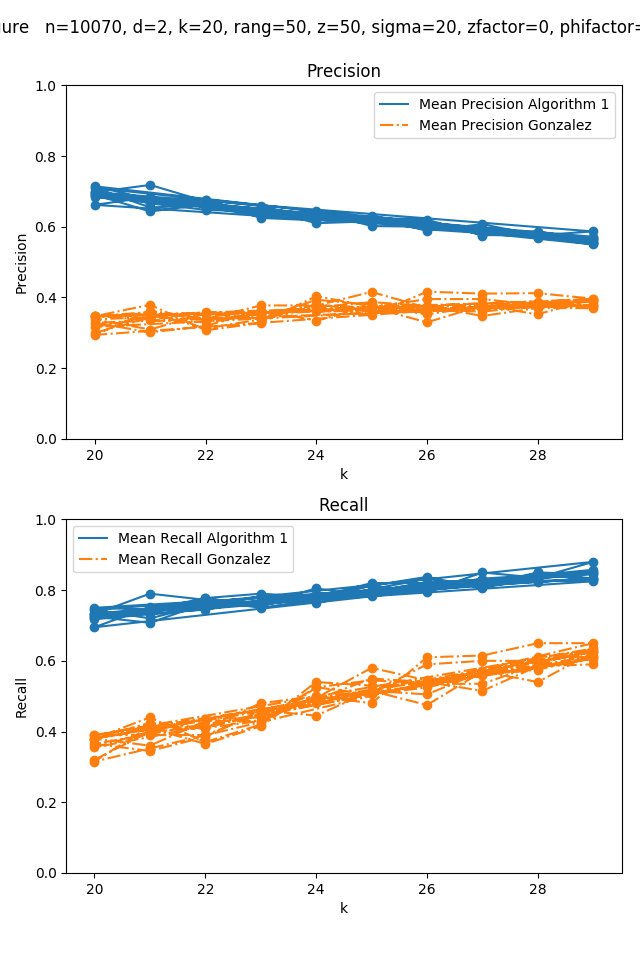 n=10070, d=2, k=20, rang=50, z=50, sigma=20, zfactor=0, phifactor=
Precision
1.0
Mean Precision Algorithm 1
Mean Precision Gonzalez
0.8
0.6
0.4
0.2
0.0
Precision
20 22 24 26 28
k
Recall
1.0
Mean Recall Algorithm 1
Mean Recall Gonzalez
0.8
0.6
0.4
0.2
0.0
Recall
20 22 24 26 28
k